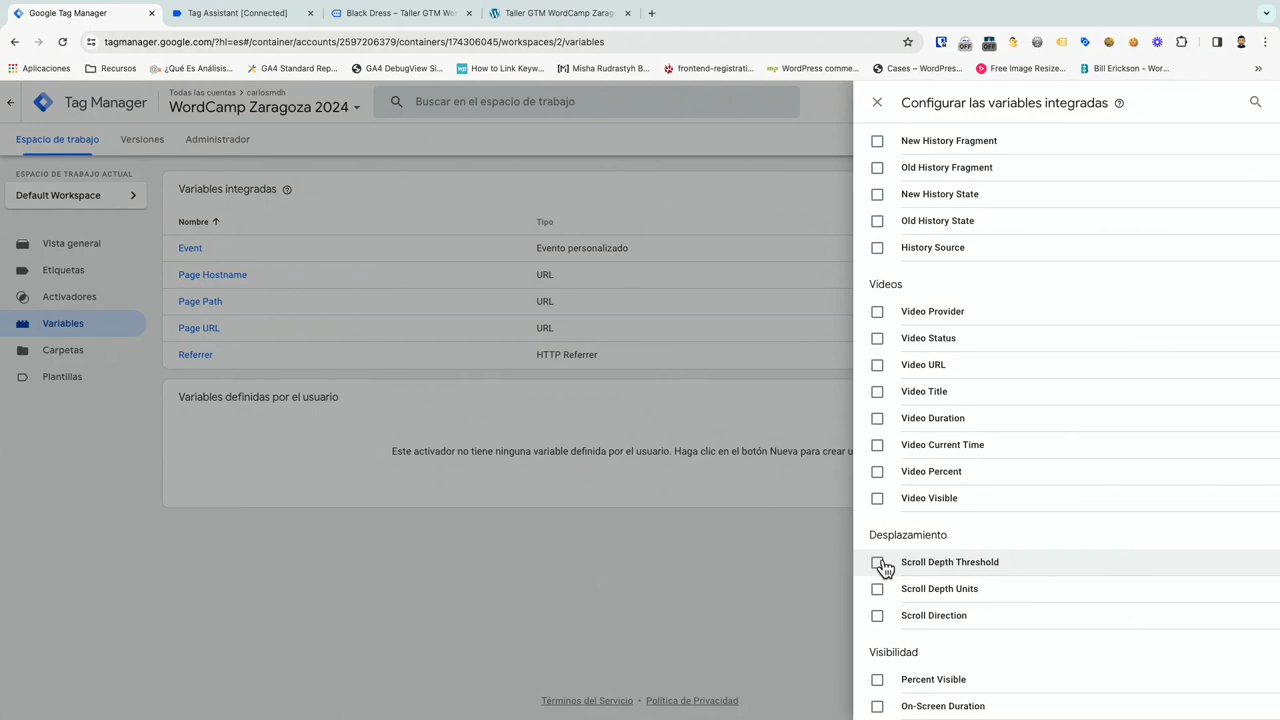 Google Tag Manager
Tag Assistant [Connected]
Black Dress – Taller GTM Wo
Taller GTM WordCamp Zarago
tagmanager.google.com/?hl=es#/container/accounts/2597206379/containers/174306045/workspaces/2/variables
Aplicaciones
Recursos
¿Qué Es Análisis...
GA4 Standard Rep...
GA4 DebugView Si...
How to Link Keyw...
Misha Rudrastyh B...
frontend-registrati...
WordPress comme...
Cases – WordPres...
Free Image Resize...
Bill Erickson - Wor...
Tag Manager
Todas las cuentas > carlosmdh
WordCamp Zaragoza 2024
Buscar en el espacio de trabajo
Espacio de trabajo
Versiones
Administrador
ESPACIO DE TRABAJO ACTUAL
Default Workspace
Vista general
Etiquetas
Activadores
Variables
Carpetas
Plantillas
Variables integradas
Nombre
Tipo
Event
Evento personalizado
Page Hostname
URL
Page Path
URL
Page URL
URL
Referrer
HTTP Referrer
Variables definidas por el usuario
Este activador no tiene ninguna variable definida por el usuario. Haga clic en el botón Nueva para crear u
Términos del Servicio • Política de Privacidad
Configurar las variables integradas
New History Fragment
Old History Fragment
New History State
Old History State
History Source
Vídeos
Video Provider
Video Status
Video URL
Video Title
Video Duration
Video Current Time
Video Percent
Video Visible
Desplazamiento
Scroll Depth Threshold
Scroll Depth Units
Scroll Direction
Visibilidad
Percent Visible
On-Screen Duration